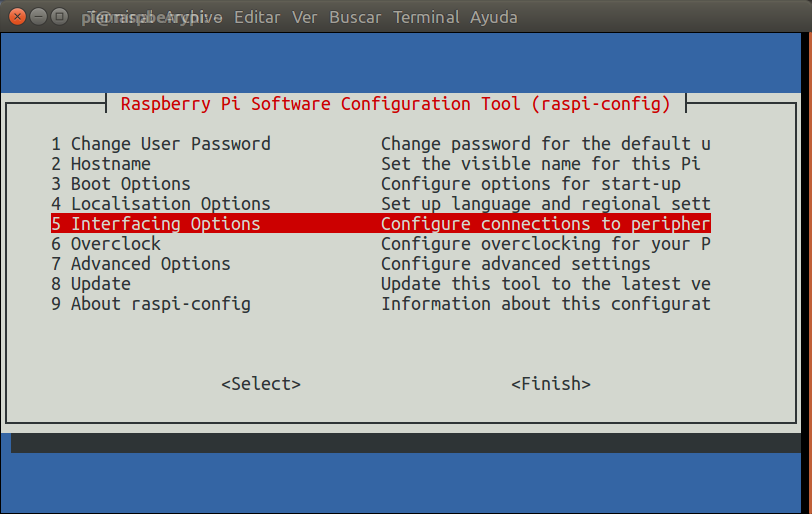 Terminal Archivo Editar Ver Buscar Terminal Ayuda
Raspberry Pi Software Configuration Tool (raspi-config)
1 Change User Password Change password for the default u
2 Hostname Set the visible name for this Pi
3 Boot Options Configure options for start-up
4 Localisation Options Set up language and regional sett
5 Interfacing Options Configure connections to peripher
6 Overclock Configure overclocking for your P
7 Advanced Options Configure advanced settings
8 Update Update this tool to the latest ve
9 About raspi-config Information about this configurat
<Select> <Finish>